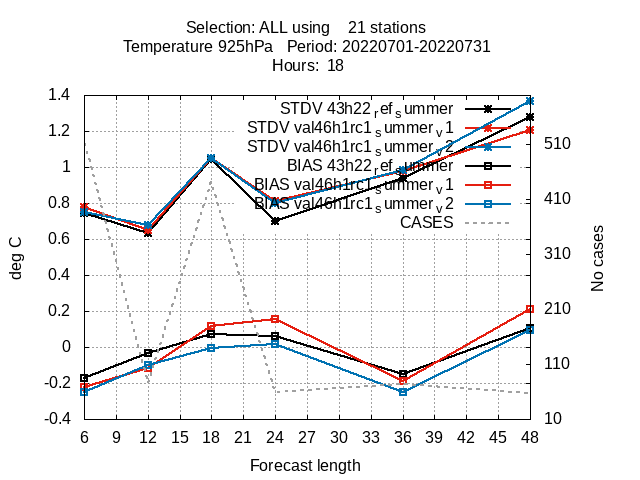 Selection: ALL using    21 stations
Temperature 925hPa   Period: 20220701-20220731
Hours:  18
1.4
1.2
1
0.8
0.6
0.4
0.2
0
-0.2
-0.4
deg C
STDV 43h22_ref_summer
STDV val46h1rc1_summer_v1
STDV val46h1rc1_summer_v2
BIAS 43h22_ref_summer
BIAS val46h1rc1_summer_v1
BIAS val46h1rc1_summer_v2
CASES
510
410
310
210
110
10
No cases
6 9 12 15 18 21 24 27 30 33 36 39 42 45 48
Forecast length